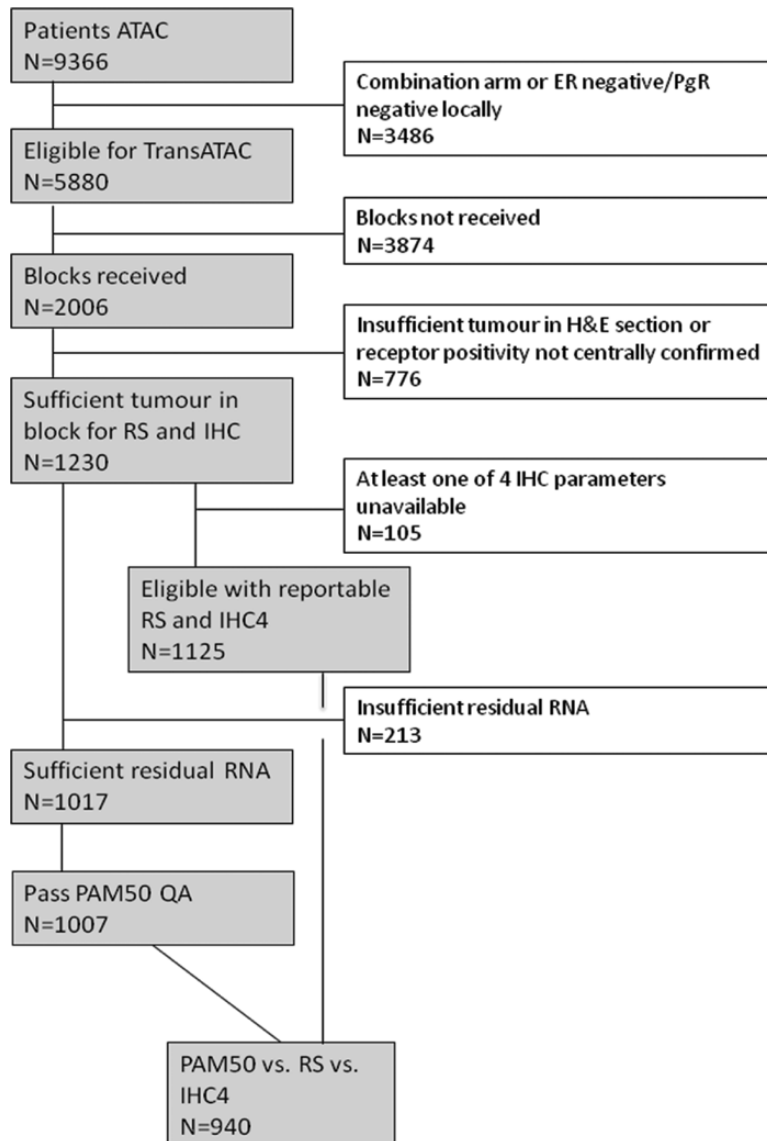 Patients ATAC
N=9366
Combination arm or ER negative/PgR
negative locally
N=3486
Eligible for TransATAC
N=5880
Blocks not received
N=3874
Blocks received
N=2006
Insufficient tumour in H&E section or
receptor positivity not centrally confirmed
N=776
Sufficient tumour in
block for RS and IHC
N=1230
At least one of 4 IHC parameters
unavailable
N=105
Eligible with reportable
RS and IHC4
N=1125
Insufficient residual RNA
N=213
Sufficient residual RNA
N=1017
Pass PAM50 QA
N=1007
PAM50 vs. RS vs.
IHC4
N=940